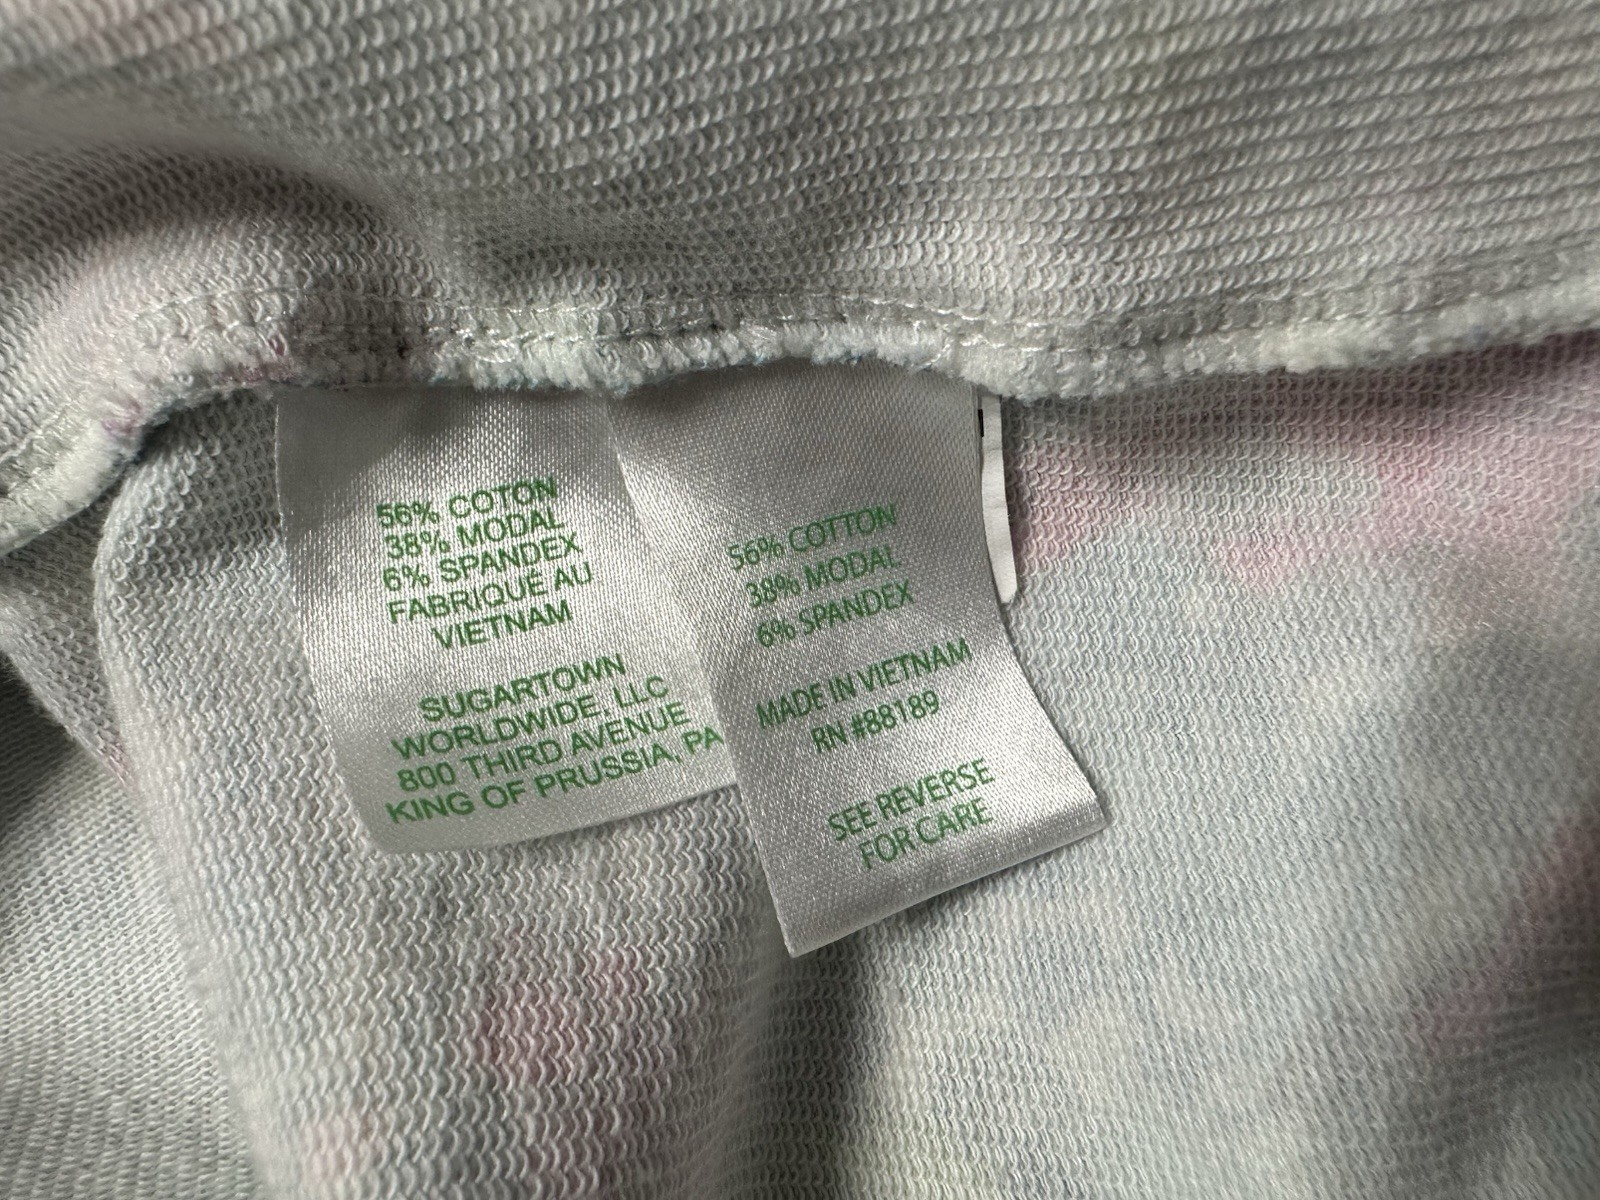 56% COTON
38% MODAL
6% SPANDEX
FABRIQUÉ AU
VIETNAM
SUGARTOWN
WORLDWIDE, LLC
800 THIRD AVENUE
KING OF PRUSSIA, PA
56% COTTON
38% MODAL
6% SPANDEX
MADE IN VIETNAM
RN #88189
SEE REVERSE
FOR CARE